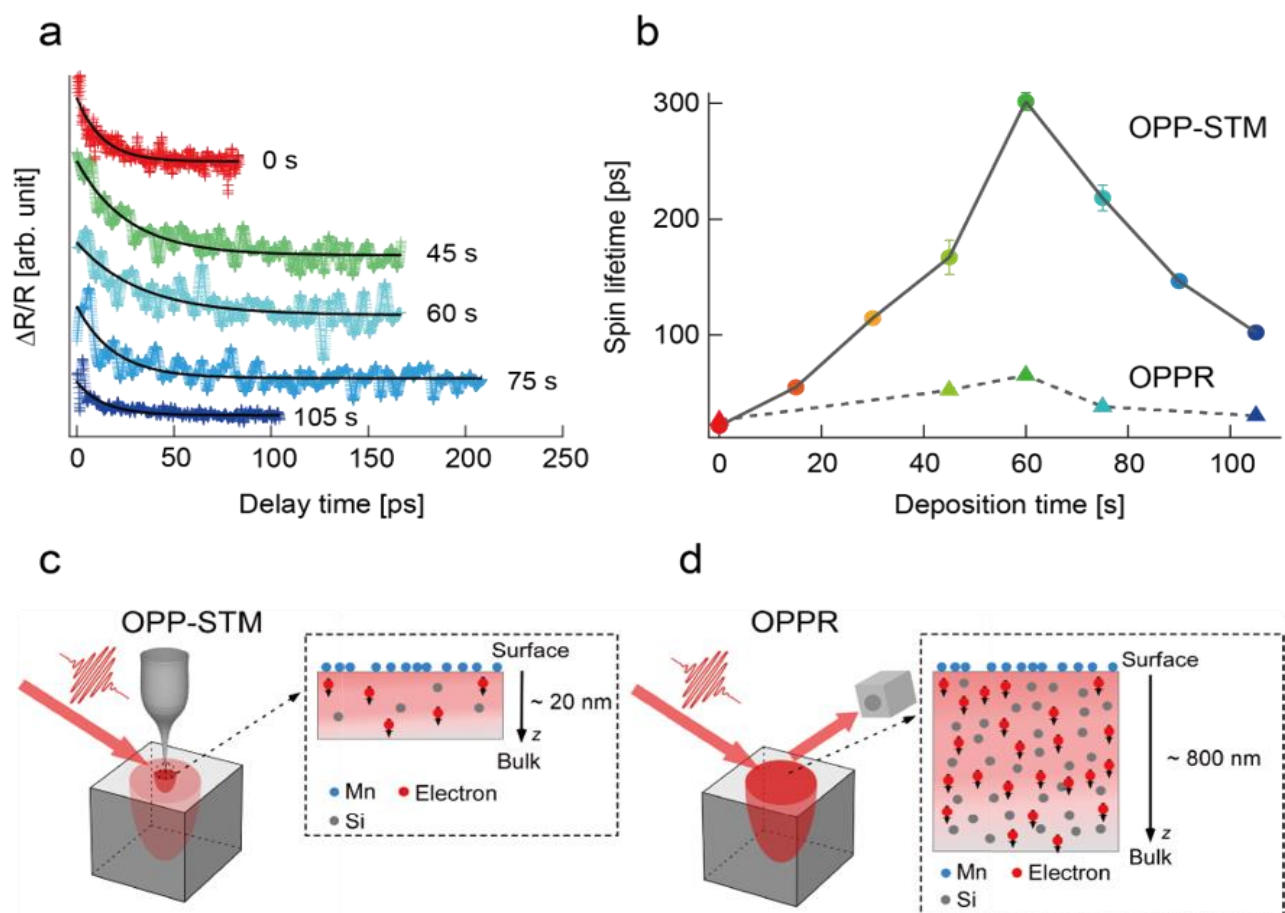 a
ΔR/R [arb. unit]
0 s
45 s
60 s
75 s
105 s
0
50
100
150
200
250
Delay time [ps]
b
Spin lifetime [ps]
300
200
100
OPP-STM
OPPR
0
20
40
60
80
100
Deposition time [s]
c
OPP-STM
Surface
~ 20 nm
z
Bulk
Mn
Electron
Si
d
OPPR
Surface
~ 800 nm
z
Bulk
Mn
Electron
Si